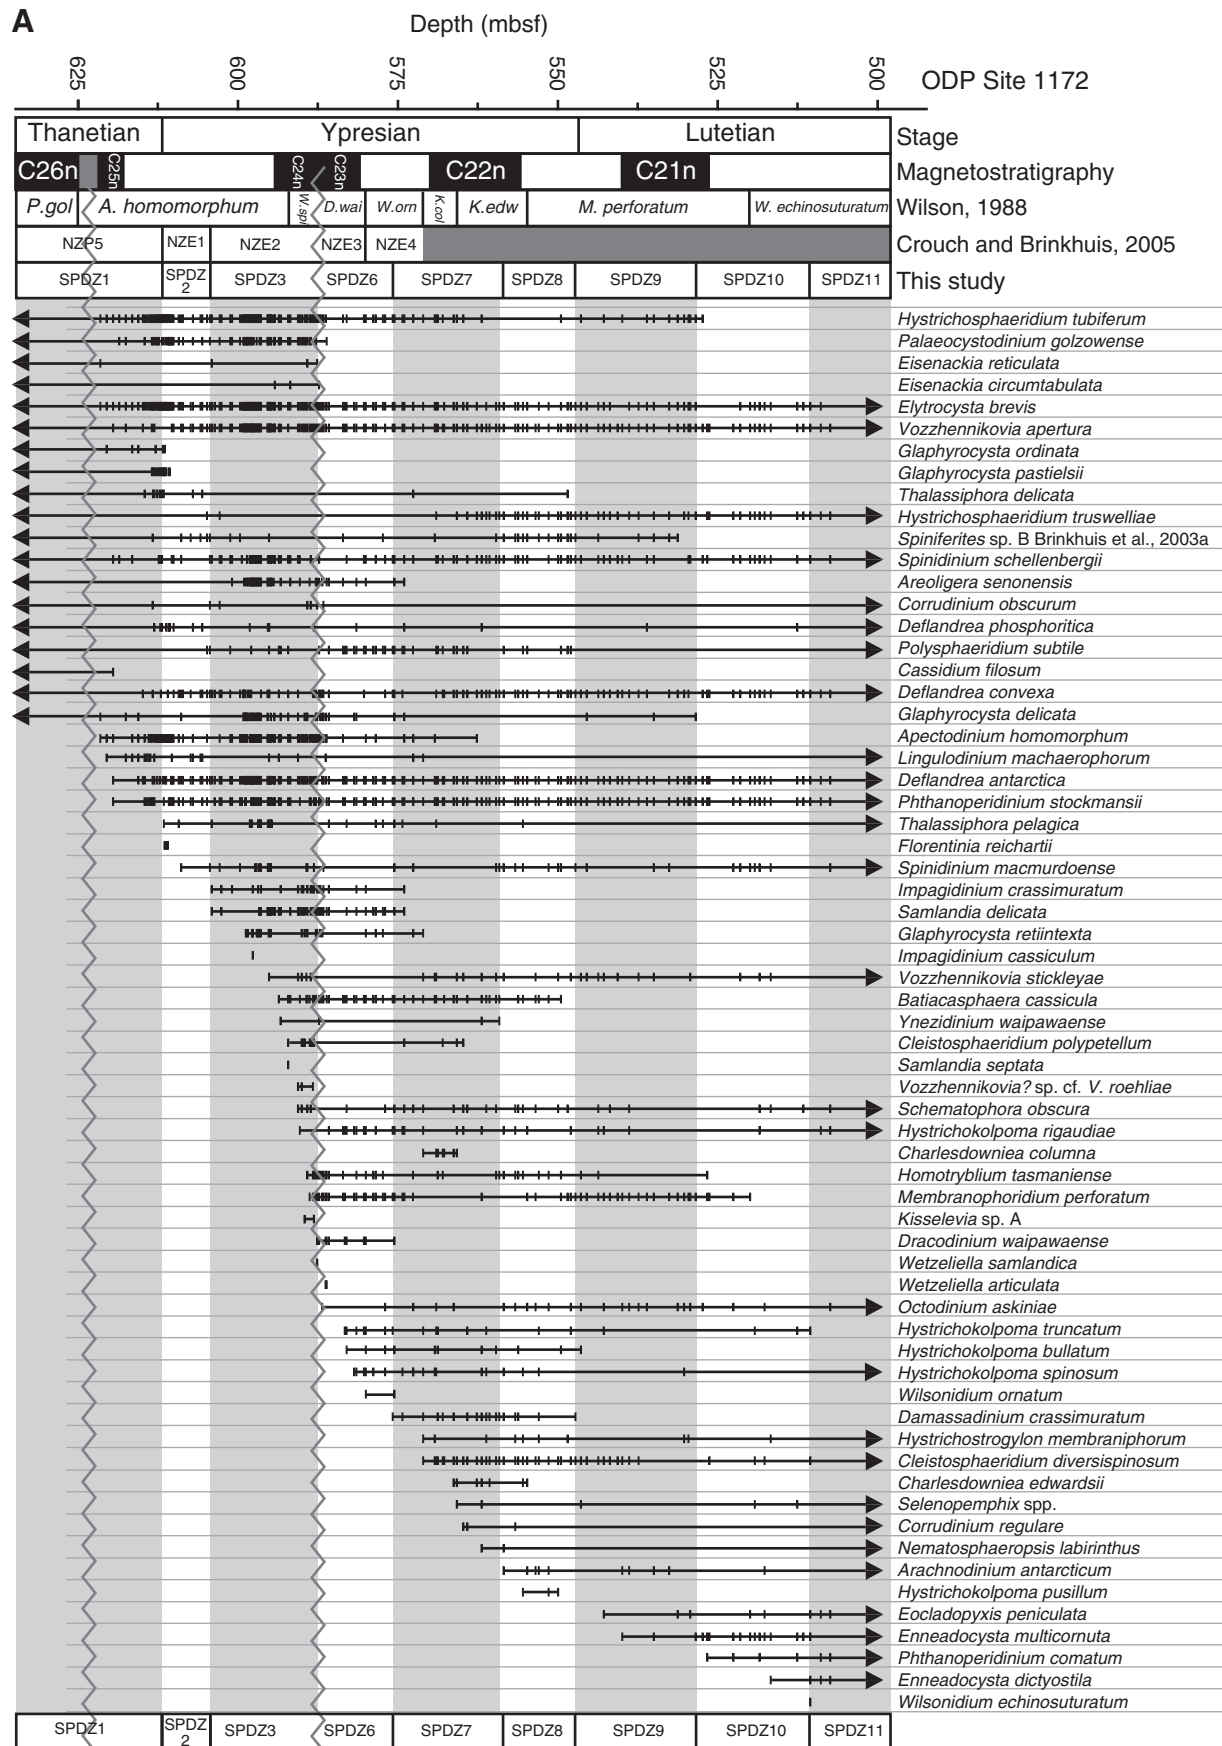 A
Depth (mbsf)
625 600 575 550 525 500
ODP Site 1172
Thanetian Ypresian Lutetian Stage
C26n C25n C24n C23n C22n C21n Magnetostratigraphy
P.gol A. homomorphum W.spi D.wai W.orn K.col K.edw M. perforatum W. echinosuturatum Wilson, 1988
NZP5 NZE1 NZE2 NZE3 NZE4 Crouch and Brinkhuis, 2005
SPDZ1 SPDZ 2 SPDZ3 SPDZ6 SPDZ7 SPDZ8 SPDZ9 SPDZ10 SPDZ11 This study
Hystrichosphaeridium tubiferum
Palaeocystodinium golzowense
Eisenackia reticulata
Eisenackia circumtabulata
Elytrocysta brevis
Vozzhennikovia apertura
Glaphyrocysta ordinata
Glaphyrocysta pastielsii
Thalassiphora delicata
Hystrichosphaeridium truswelliae
Spiniferites sp. B Brinkhuis et al., 2003a
Spinidinium schellenbergii
Areoligera senonensis
Corrudinium obscurum
Deflandrea phosphoritica
Polysphaeridium subtile
Cassidium filosum
Deflandrea convexa
Glaphyrocysta delicata
Apectodinium homomorphum
Lingulodinium machaerophorum
Deflandrea antarctica
Phthanoperidinium stockmansii
Thalassiphora pelagica
Florentinia reichartii
Spinidinium macmurdoense
Impagidinium crassimuratum
Samlandia delicata
Glaphyrocysta retiintexta
Impagidinium cassiculum
Vozzhennikovia stickleyae
Batiacasphaera cassicula
Ynezidinium waipawaense
Cleistosphaeridium polypetellum
Samlandia septata
Vozzhennikovia? sp. cf. V. roehliae
Schematophora obscura
Hystrichokolpoma rigaudiae
Charlesdowniea columna
Homotryblium tasmaniense
Membranophoridium perforatum
Kisselevia sp. A
Dracodinium waipawaense
Wetzeliella samlandica
Wetzeliella articulata
Octodinium askiniae
Hystrichokolpoma truncatum
Hystrichokolpoma bullatum
Hystrichokolpoma spinosum
Wilsonidium ornatum
Damassadinium crassimuratum
Hystrichostrogylon membraniphorum
Cleistosphaeridium diversispinosum
Charlesdowniea edwardsii
Selenopemphix spp.
Corrudinium regulare
Nematosphaeropsis labirinthus
Arachnodinium antarcticum
Hystrichokolpoma pusillum
Eocladopyxis peniculata
Enneadocysta multicornuta
Phthanoperidinium comatum
Enneadocysta dictyostila
Wilsonidium echinosuturatum
SPDZ1 SPDZ 2 SPDZ3 SPDZ6 SPDZ7 SPDZ8 SPDZ9 SPDZ10 SPDZ11